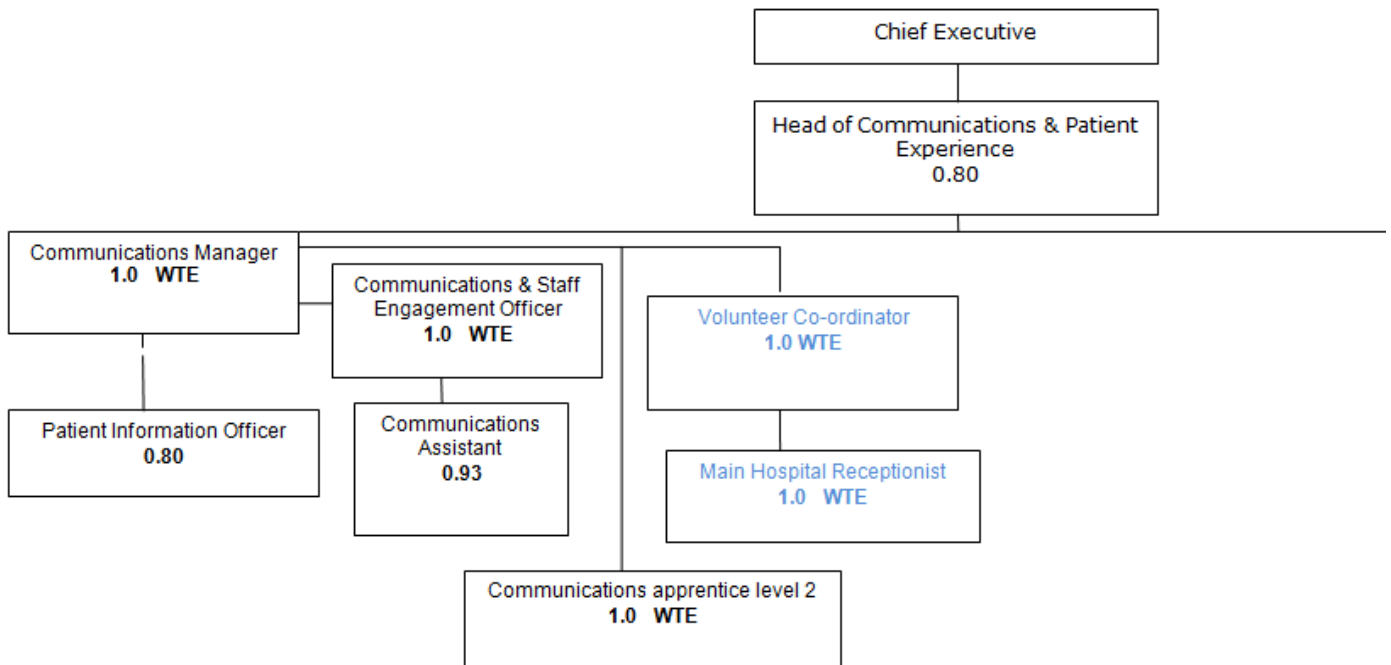 Chief Executive
Head of Communications & Patient
Experience
0.80
Communications Manager
1.0 WTE
Communications & Staff
Engagement Officer
1.0 WTE
Volunteer Co-ordinator
1.0 WTE
Patient Information Officer
0.80
Communications
Assistant
0.93
Main Hospital Receptionist
1.0 WTE
Communications apprentice level 2
1.0 WTE